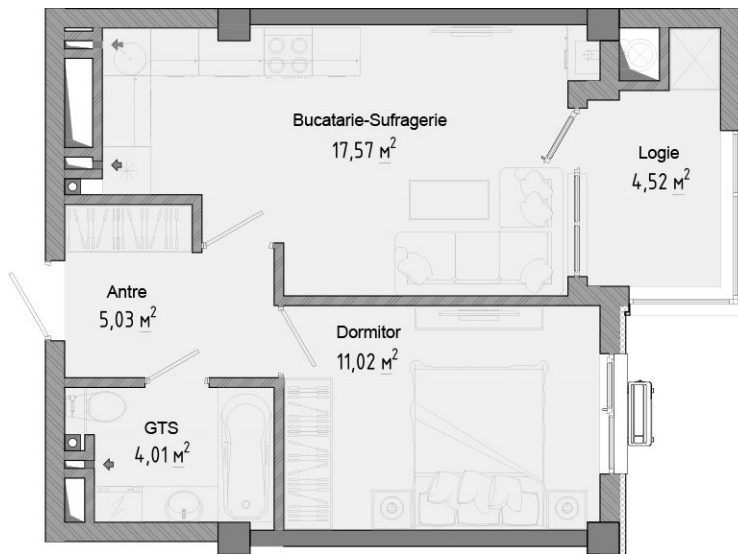 Bucatarie-Sufragerie
17,57 м²
Logie
4,52 м²
Antre
5,03 м²
Dormitor
11,02 м²
GTS
4,01 м²